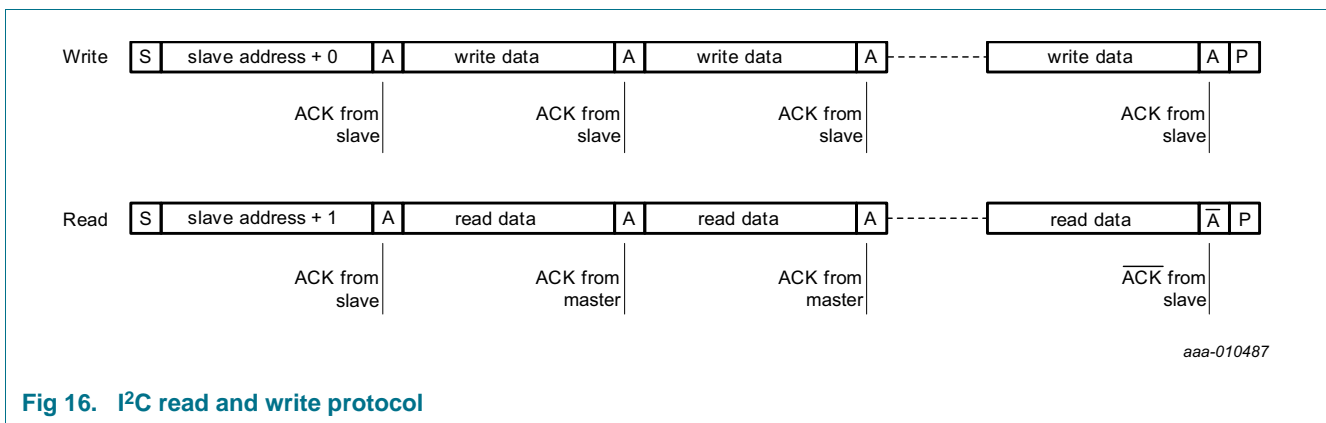 Write S slave address + 0 A write data A write data A write data A P
ACK from slave ACK from slave ACK from slave ACK from slave
Read S slave address + 1 A read data A read data A read data A̅ P
ACK from slave ACK from master ACK from master A̅C̅K̅ from slave
aaa-010487
Fig 16. I²C read and write protocol